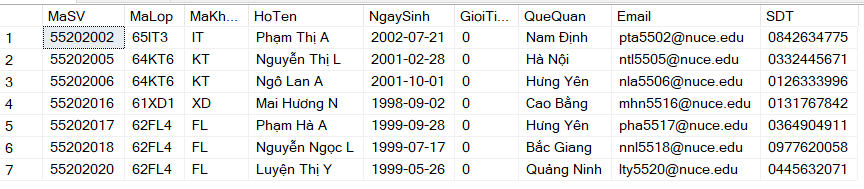 MaSV MaLop MaKh... HoTen NgaySinh GioiTi... QueQuan Email SDT
1 55202002 65IT3 IT Phạm Thị A 2002-07-21 0 Nam Định pta5502@nuce.edu 0842634775
2 55202005 64KT6 KT Nguyễn Thị L 2001-02-28 0 Hà Nội ntl5505@nuce.edu 0332445671
3 55202006 64KT6 KT Ngô Lan A 2001-10-01 0 Hưng Yên nla5506@nuce.edu 0126333996
4 55202016 61XD1 XD Mai Hương N 1998-09-02 0 Cao Bằng mhn5516@nuce.edu 0131767842
5 55202017 62FL4 FL Phạm Hà A 1999-09-28 0 Hưng Yên pha5517@nuce.edu 0364904911
6 55202018 62FL4 FL Nguyễn Ngọc L 1999-07-17 0 Bắc Giang nnl5518@nuce.edu 0977620058
7 55202020 62FL4 FL Luyện Thị Y 1999-05-26 0 Quảng Ninh lty5520@nuce.edu 0445632071